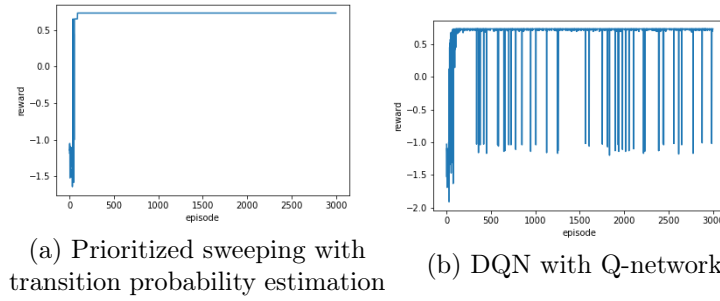 0.5
0.0
−0.5
−1.0
−1.5
reward
0 500 1000 1500 2000 2500 3000
episode
(a) Prioritized sweeping with
transition probability estimation
0.5
0.0
−0.5
−1.0
−1.5
−2.0
reward
0 500 1000 1500 2000 2500 3000
episode
(b) DQN with Q-network